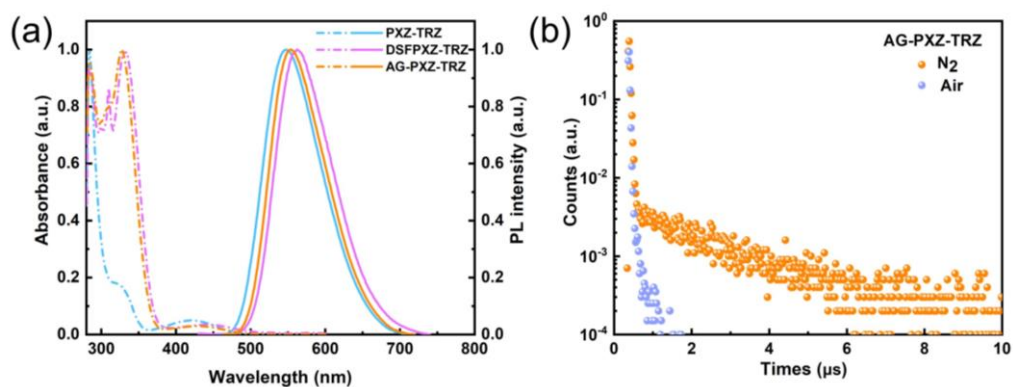 (a)
PXZ-TRZ
DSFPXZ-TRZ
AG-PXZ-TRZ
Absorbance (a.u.)
1.0
0.8
0.6
0.4
0.2
0.0
PL intensity (a.u.)
1.0
0.8
0.6
0.4
0.2
0.0
300 400 500 600 700 800
Wavelength (nm)
(b)
AG-PXZ-TRZ
N2
Air
Counts (a.u.)
10^0
10^-1
10^-2
10^-3
10^-4
0 2 4 6 8 10
Times (μs)